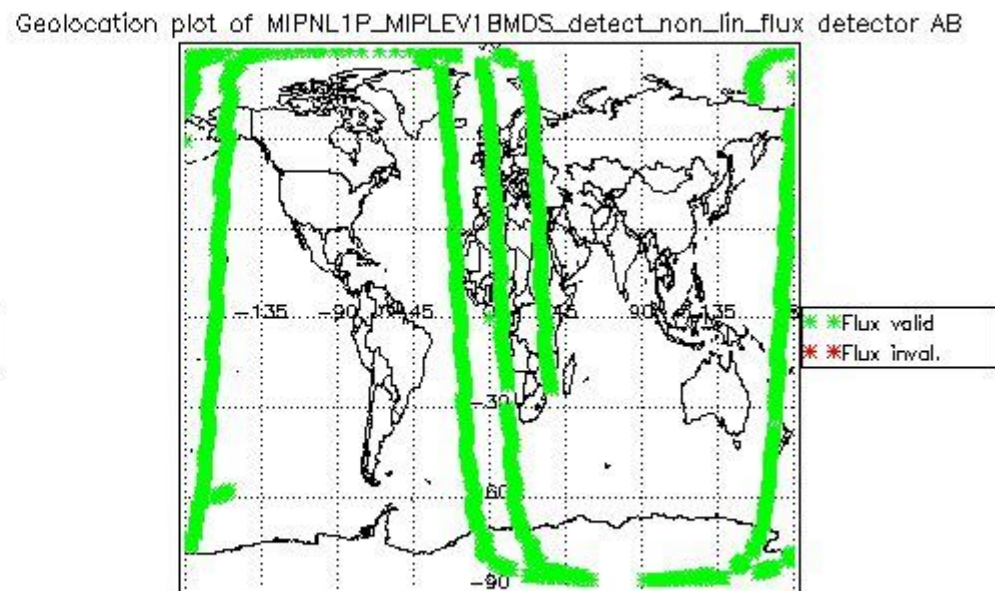 Geolocation plot of MIPNL1P_MIPLEV1BMDS_detect_non_lin_flux detector AB
90
-135 -90 -45 45 90 135
Flux valid
Flux inval.
-30
-60
-90